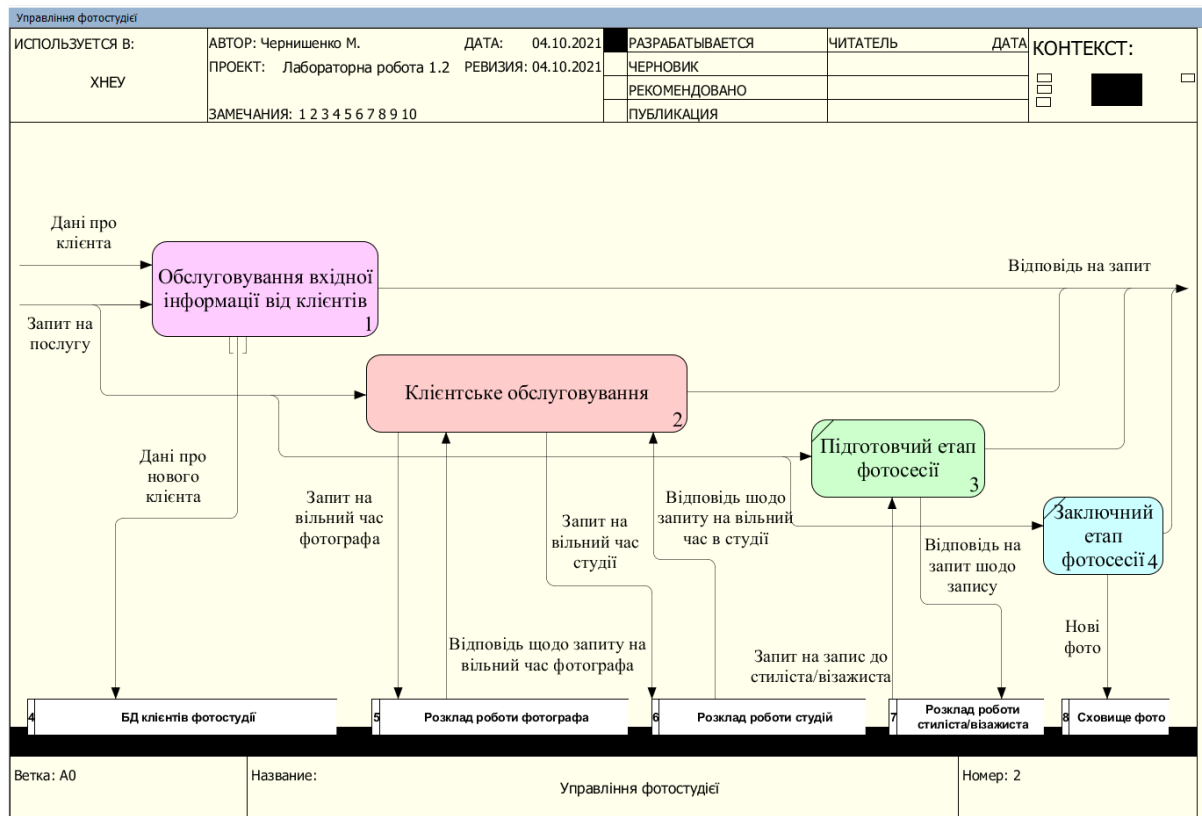 Управління фотостудієї
ИСПОЛЬЗУЕТСЯ В:
ХНЕУ
АВТОР: Чернишенко М.
ДАТА: 04.10.2021
ПРОЕКТ: Лабораторна робота 1.2
РЕВИЗИЯ: 04.10.2021
ЗАМЕЧАНИЯ: 1 2 3 4 5 6 7 8 9 10
РАЗРАБАТЫВАЕТСЯ
ЧЕРНОВИК
РЕКОМЕНДОВАНО
ПУБЛИКАЦИЯ
ЧИТАТЕЛЬ
ДАТА
КОНТЕКСТ:
Дані про
клієнта
Запит на
послугу
Обслуговування вхідної
інформації від клієнтів
1
Відповідь на запит
Клієнтське обслуговування
2
Підготовчий етап
фотосесії
3
Заключний
етап
фотосесії 4
Дані про
нового
клієнта
Запит на
вільний час
фотографа
Відповідь щодо запиту на
вільний час фотографа
Запит на
вільний час
студії
Відповідь шодо
запиту на вільний
час в студії
Запит на запис до
стиліста/візажиста
Відповідь на
запит шодо
запису
Нові
фото
4 БД клієнтів фотостудії
5 Розклад роботи фотографа
6 Розклад роботи студій
7 Розклад роботи
стиліста/візажиста
8 Сховище фото
Ветка: A0
Название:
Управління фотостудієї
Номер: 2